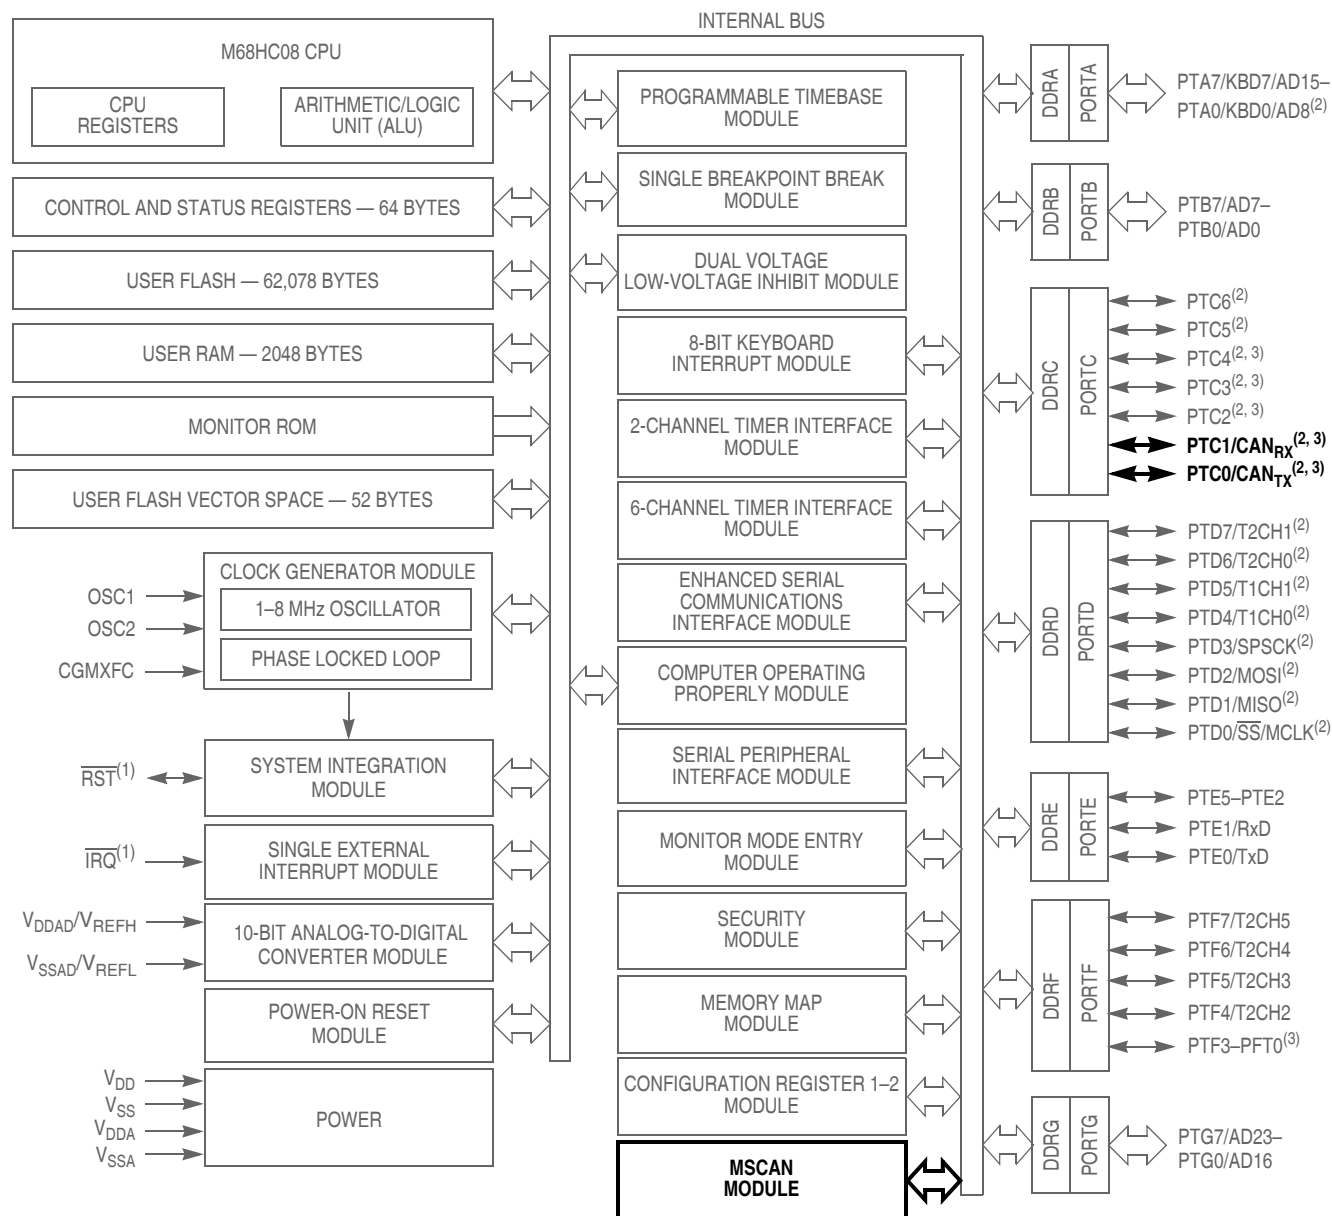 INTERNAL BUS
M68HC08 CPU
CPU
REGISTERS
ARITHMETIC/LOGIC
UNIT (ALU)
CONTROL AND STATUS REGISTERS — 64 BYTES
USER FLASH — 62,078 BYTES
USER RAM — 2048 BYTES
MONITOR ROM
USER FLASH VECTOR SPACE — 52 BYTES
CLOCK GENERATOR MODULE
1–8 MHz OSCILLATOR
PHASE LOCKED LOOP
OSC1
OSC2
CGMXFC
SYSTEM INTEGRATION
MODULE
RST(1)
SINGLE EXTERNAL
INTERRUPT MODULE
IRQ(1)
10-BIT ANALOG-TO-DIGITAL
CONVERTER MODULE
VDDAD/VREFH
VSSAD/VREFL
POWER-ON RESET
MODULE
POWER
VDD
VSS
VDDA
VSSA
PROGRAMMABLE TIMEBASE
MODULE
SINGLE BREAKPOINT BREAK
MODULE
DUAL VOLTAGE
LOW-VOLTAGE INHIBIT MODULE
8-BIT KEYBOARD
INTERRUPT MODULE
2-CHANNEL TIMER INTERFACE
MODULE
6-CHANNEL TIMER INTERFACE
MODULE
ENHANCED SERIAL
COMMUNICATIONS
INTERFACE MODULE
COMPUTER OPERATING
PROPERLY MODULE
SERIAL PERIPHERAL
INTERFACE MODULE
MONITOR MODE ENTRY
MODULE
SECURITY
MODULE
MEMORY MAP
MODULE
CONFIGURATION REGISTER 1–2
MODULE
MSCAN
MODULE
DDRA
PORTA
PTA7/KBD7/AD15–
PTA0/KBD0/AD8(2)
DDRB
PORTB
PTB7/AD7–
PTB0/AD0
DDRC
PORTC
PTC6(2)
PTC5(2)
PTC4(2, 3)
PTC3(2, 3)
PTC2(2, 3)
PTC1/CANRX(2, 3)
PTC0/CANTX(2, 3)
DDRD
PORTD
PTD7/T2CH1(2)
PTD6/T2CH0(2)
PTD5/T1CH1(2)
PTD4/T1CH0(2)
PTD3/SPSCK(2)
PTD2/MOSI(2)
PTD1/MISO(2)
PTD0/SS/MCLK(2)
DDRE
PORTE
PTE5–PTE2
PTE1/RxD
PTE0/TxD
DDRF
PORTF
PTF7/T2CH5
PTF6/T2CH4
PTF5/T2CH3
PTF4/T2CH2
PTF3–PFT0(3)
DDRG
PORTG
PTG7/AD23–
PTG0/AD16